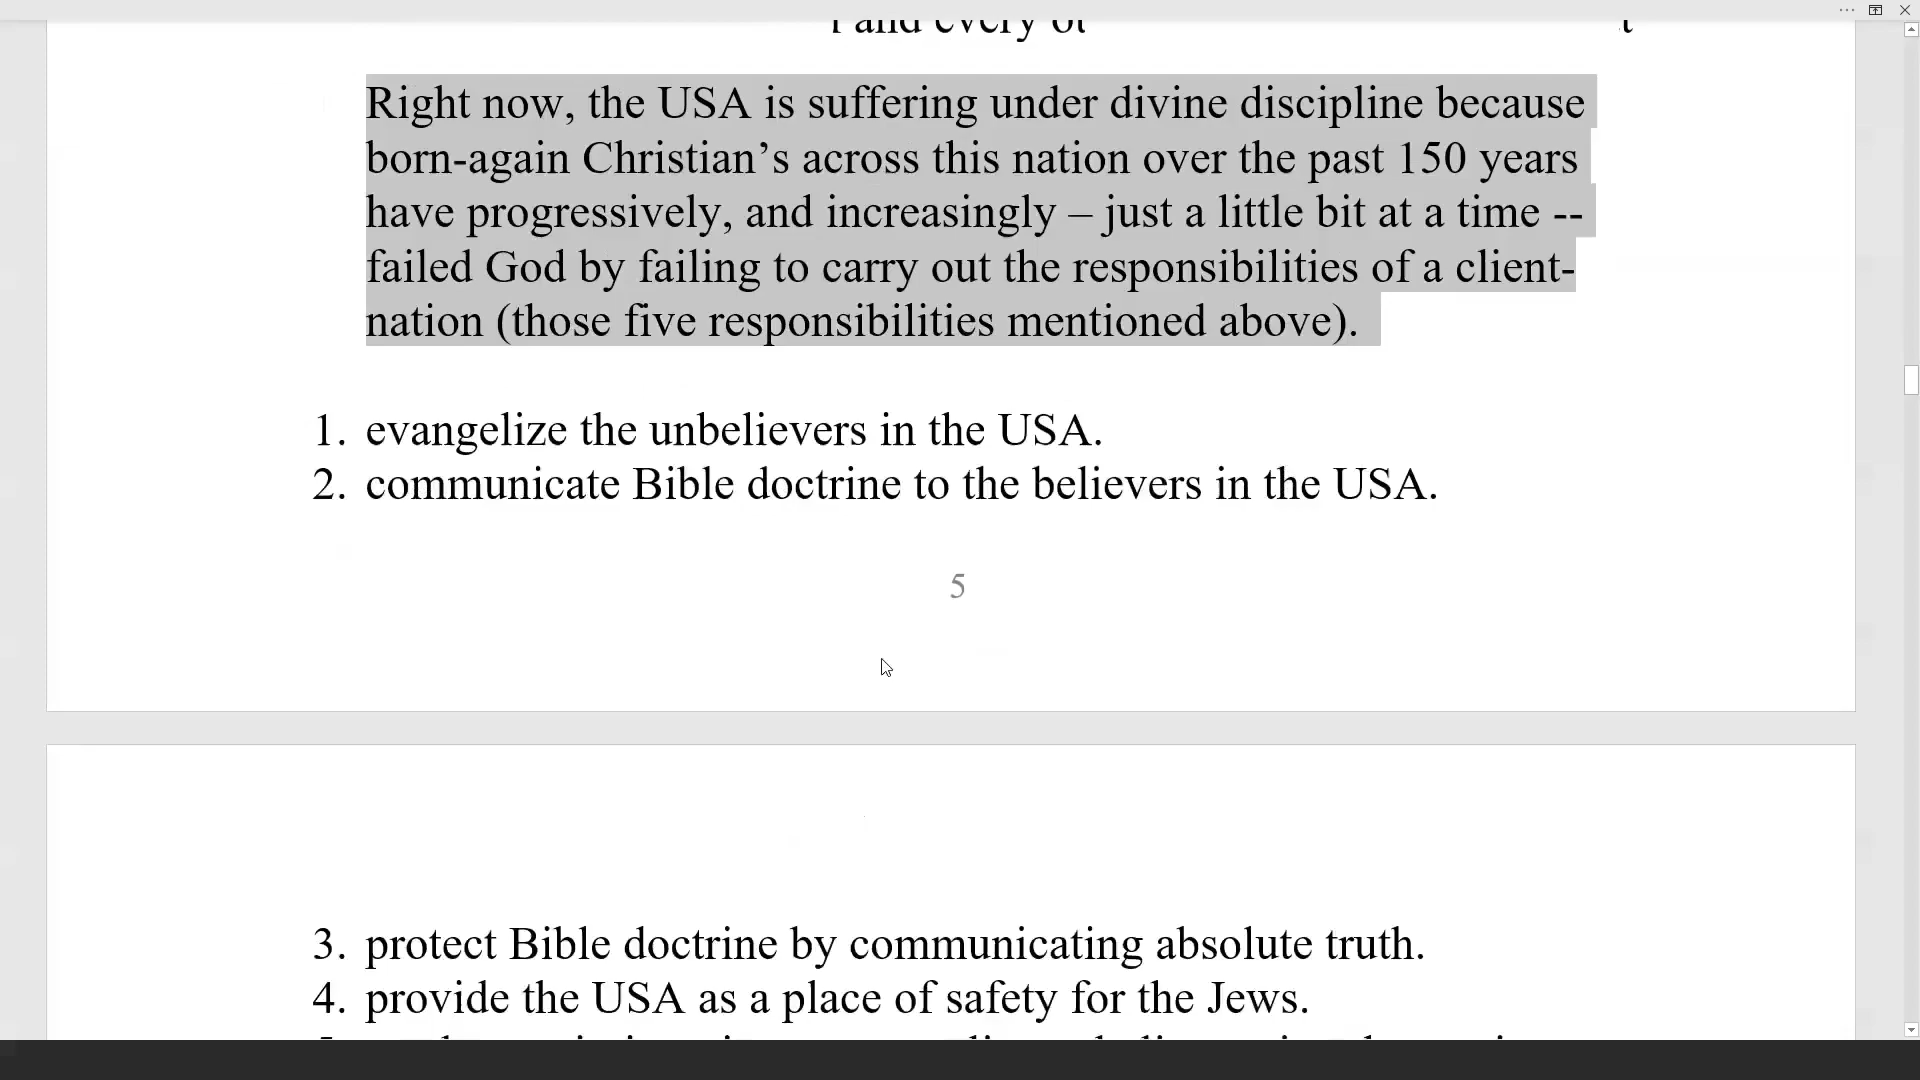 and every
Right now, the USA is suffering under divine discipline because
born-again Christian’s across this nation over the past 150 years
have progressively, and increasingly – just a little bit at a time --
failed God by failing to carry out the responsibilities of a client-
nation (those five responsibilities mentioned above).
1. evangelize the unbelievers in the USA.
2. communicate Bible doctrine to the believers in the USA.
5
3. protect Bible doctrine by communicating absolute truth.
4. provide the USA as a place of safety for the Jews.